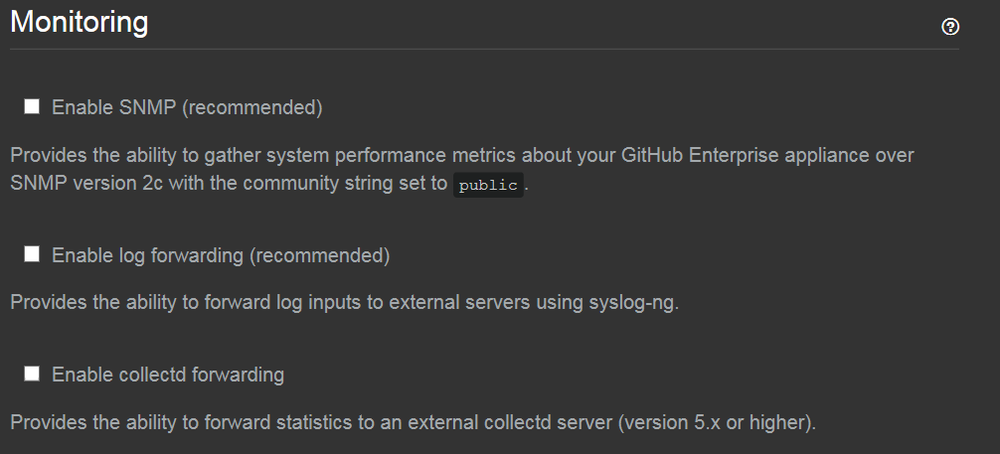 Monitoring
Enable SNMP (recommended)
Provides the ability to gather system performance metrics about your GitHub Enterprise appliance over
SNMP version 2c with the community string set to public.
Enable log forwarding (recommended)
Provides the ability to forward log inputs to external servers using syslog-ng.
Enable collectd forwarding
Provides the ability to forward statistics to an external collectd server (version 5.x or higher).